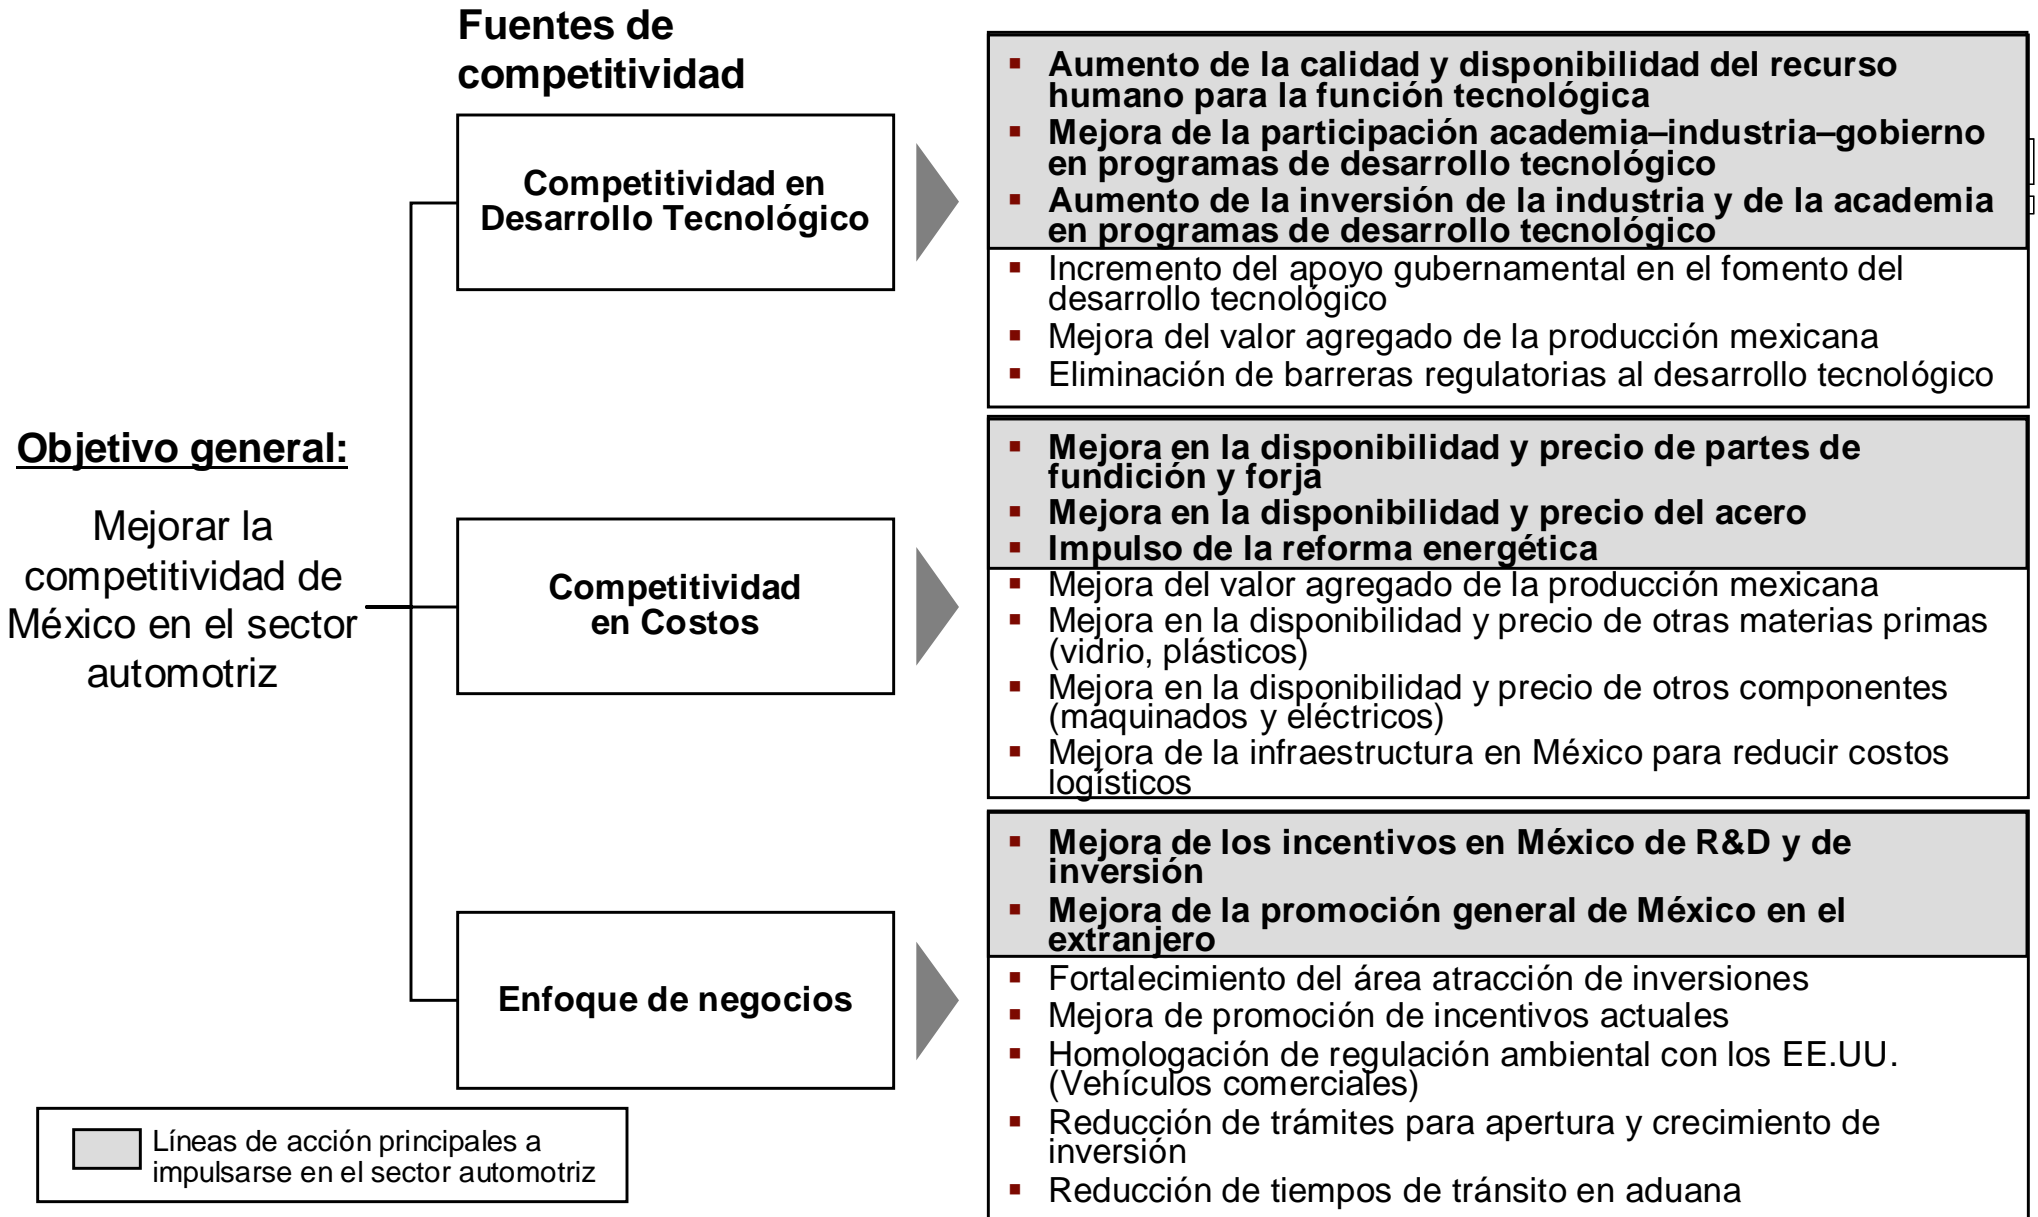 Fuentes de
competitividad
Objetivo general:
Mejorar la
competitividad de
México en el sector
automotriz
Competitividad en
Desarrollo Tecnológico
Aumento de la calidad y disponibilidad del recurso
humano para la función tecnológica
Mejora de la participación academia–industria–gobierno
en programas de desarrollo tecnológico
Aumento de la inversión de la industria y de la academia
en programas de desarrollo tecnológico
Incremento del apoyo gubernamental en el fomento del
desarrollo tecnológico
Mejora del valor agregado de la producción mexicana
Eliminación de barreras regulatorias al desarrollo tecnológico
Competitividad
en Costos
Mejora en la disponibilidad y precio de partes de
fundición y forja
Mejora en la disponibilidad y precio del acero
Impulso de la reforma energética
Mejora del valor agregado de la producción mexicana
Mejora en la disponibilidad y precio de otras materias primas
(vidrio, plásticos)
Mejora en la disponibilidad y precio de otros componentes
(maquinados y eléctricos)
Mejora de la infraestructura en México para reducir costos
logísticos
Enfoque de negocios
Mejora de los incentivos en México de R&D y de
inversión
Mejora de la promoción general de México en el
extranjero
Fortalecimiento del área atracción de inversiones
Mejora de promoción de incentivos actuales
Homologación de regulación ambiental con los EE.UU.
(Vehículos comerciales)
Reducción de trámites para apertura y crecimiento de
inversión
Reducción de tiempos de tránsito en aduana
Líneas de acción principales a
impulsarse en el sector automotriz